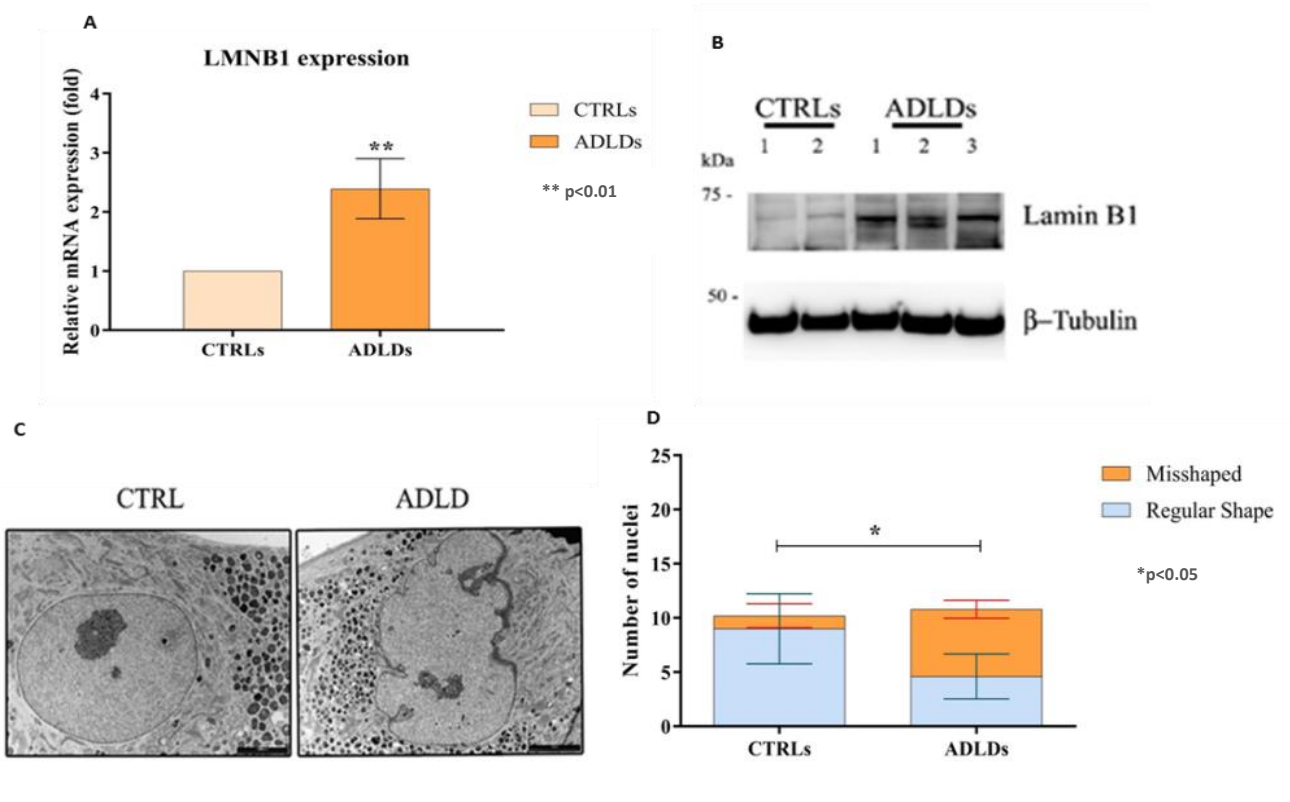 A
LMNB1 expression
Relative mRNA expression (fold)
4
3
2
1
0
**
CTRLs
ADLDs
CTRLs
ADLDs
** p<0.01
B
CTRLs ADLDs
1 2 1 2 3
kDa
75 -
Lamin B1
50 -
β–Tubulin
C
CTRL
ADLD
D
Number of nuclei
25
20
15
10
5
0
*
CTRLs
ADLDs
Misshaped
Regular Shape
*p<0.05